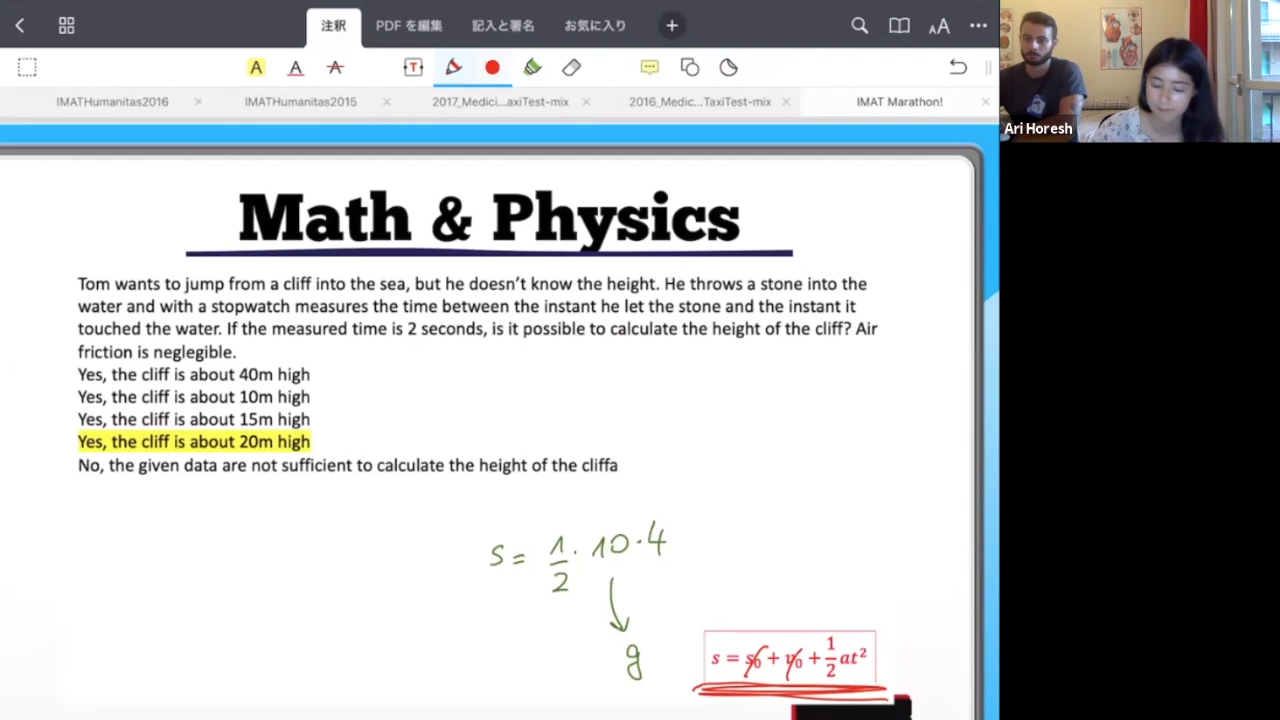 注釈 PDF を編集 記入と署名 お気に入り
AA
A A A T
IMATHumanitas2016 IMATHumanitas2015 2017_Medici...axiTest-mix 2016_Medic...TaxiTest-mix IMAT Marathon!
Ari Horesh
Math & Physics
Tom wants to jump from a cliff into the sea, but he doesn't know the height. He throws a stone into the
water and with a stopwatch measures the time between the instant he let the stone and the instant it
touched the water. If the measured time is 2 seconds, is it possible to calculate the height of the cliff? Air
friction is neglegible.
Yes, the cliff is about 40m high
Yes, the cliff is about 10m high
Yes, the cliff is about 15m high
Yes, the cliff is about 20m high
No, the given data are not sufficient to calculate the height of the cliffa
s = 1/2 · 10 · 4
g
s = s₀ + v₀ + 1/2 at²